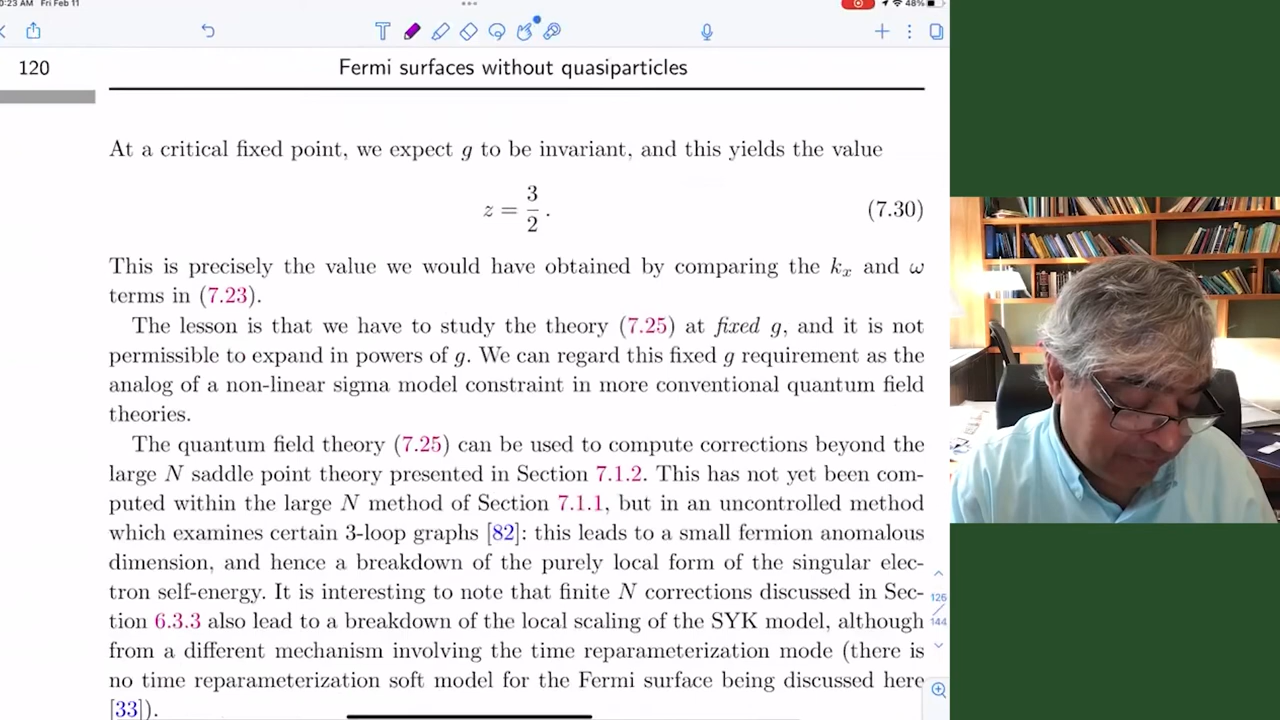 0:23 AM Fri Feb 11
48%
120
Fermi surfaces without quasiparticles
At a critical fixed point, we expect g to be invariant, and this yields the value
z = 3/2 . (7.30)
This is precisely the value we would have obtained by comparing the kₓ and ω
terms in (7.23).
The lesson is that we have to study the theory (7.25) at fixed g, and it is not
permissible to expand in powers of g. We can regard this fixed g requirement as the
analog of a non-linear sigma model constraint in more conventional quantum field
theories.
The quantum field theory (7.25) can be used to compute corrections beyond the
large N saddle point theory presented in Section 7.1.2. This has not yet been com-
puted within the large N method of Section 7.1.1, but in an uncontrolled method
which examines certain 3-loop graphs [82]: this leads to a small fermion anomalous
dimension, and hence a breakdown of the purely local form of the singular elec-
tron self-energy. It is interesting to note that finite N corrections discussed in Sec-
tion 6.3.3 also lead to a breakdown of the local scaling of the SYK model, although
from a different mechanism involving the time reparameterization mode (there is
no time reparameterization soft model for the Fermi surface being discussed here
[33]).
126
144